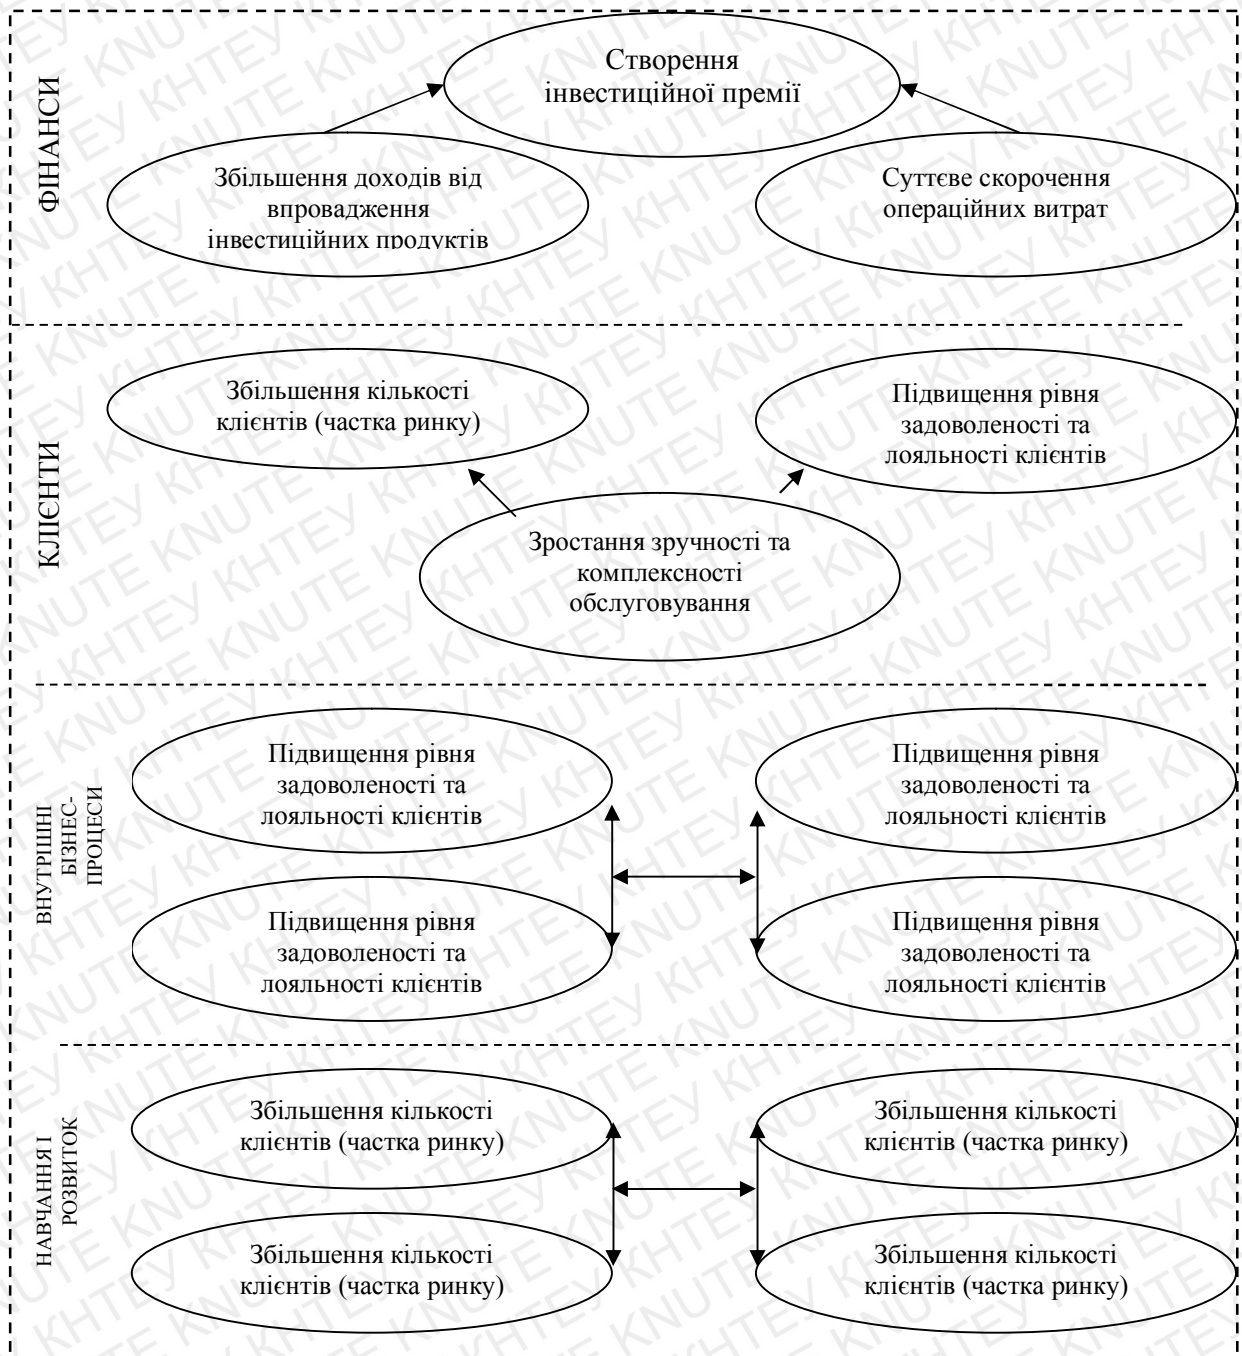 ФІНАНСИ
Створення
інвестиційної премії
Збільшення доходів від
впровадження
інвестиційних продуктів
Суттєве скорочення
операційних витрат
КЛІЄНТИ
Збільшення кількості
клієнтів (частка ринку)
Підвищення рівня
задоволеності та
лояльності клієнтів
Зростання зручності та
комплексності
обслуговування
ВНУТРІШНІ
БІЗНЕС-
ПРОЦЕСИ
Підвищення рівня
задоволеності та
лояльності клієнтів
Підвищення рівня
задоволеності та
лояльності клієнтів
Підвищення рівня
задоволеності та
лояльності клієнтів
Підвищення рівня
задоволеності та
лояльності клієнтів
НАВЧАННЯ І
РОЗВИТОК
Збільшення кількості
клієнтів (частка ринку)
Збільшення кількості
клієнтів (частка ринку)
Збільшення кількості
клієнтів (частка ринку)
Збільшення кількості
клієнтів (частка ринку)